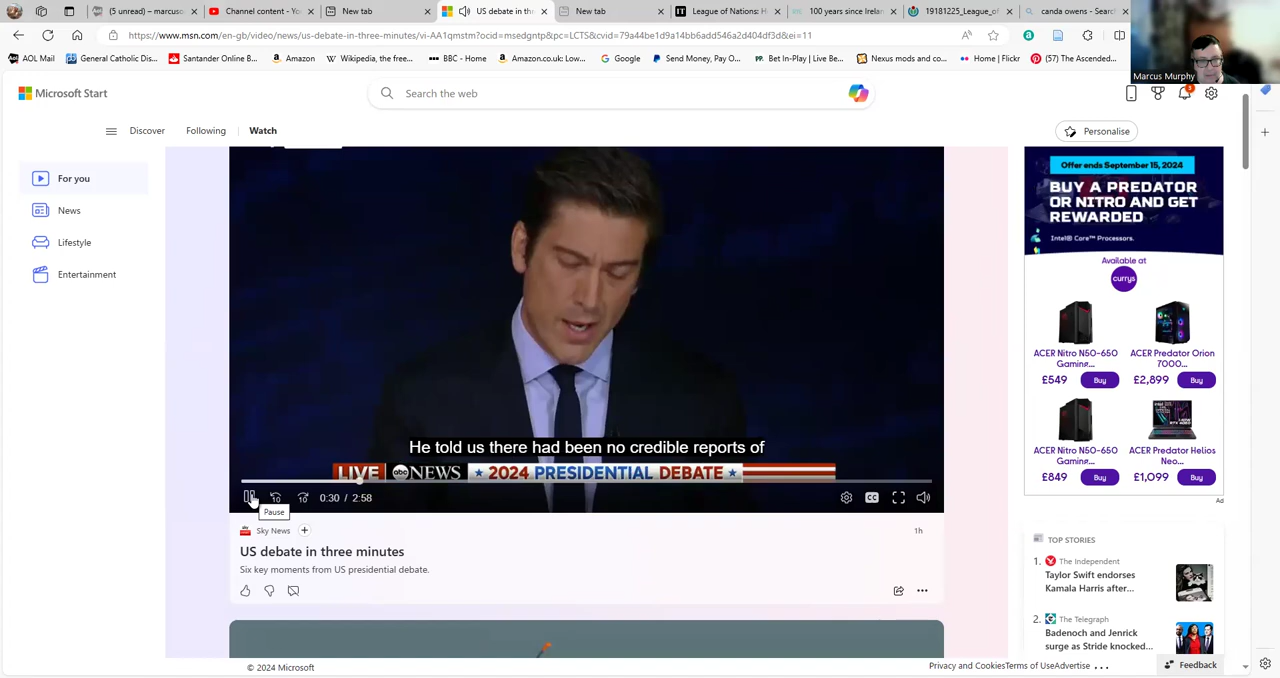 (5 unread) – marcuso
Channel content - Yo
New tab
US debate in three m
New tab
League of Nations: H
100 years since Irelan
19181225_League_of
canda owens - Searc
https://www.msn.com/en-gb/video/news/us-debate-in-three-minutes/vi-AA1qmstm?ocid=msedgntp&pc=LCTS&cvid=79a44be1d9a14bb6add546a2d404df3d&ei=11
AOL Mail
General Catholic Dis...
Santander Online B...
Amazon
Wikipedia, the free...
BBC - Home
Amazon.co.uk: Low...
Google
Send Money, Pay O...
Bet In-Play | Live Be...
Nexus mods and co...
Home | Flickr
(57) The Ascended...
Marcus Murphy
Microsoft Start
Search the web
3
Discover
Following
Watch
Personalise
For you
News
Lifestyle
Entertainment
He told us there had been no credible reports of
LIVE abc NEWS ★ 2024 PRESIDENTIAL DEBATE ★
0:30 / 2:58
CC
Pause
Sky News
1h
US debate in three minutes
Six key moments from US presidential debate.
Offer ends September 15, 2024
BUY A PREDATOR
OR NITRO AND GET
REWARDED
Intel® Core™ Processors.
Available at
currys
ACER Nitro N50-650
Gaming...
£549 Buy
ACER Predator Orion
7000...
£2,899 Buy
ACER Nitro N50-650
Gaming...
£849 Buy
ACER Predator Helios
Neo...
£1,099 Buy
Ad
TOP STORIES
1. The Independent
Taylor Swift endorses
Kamala Harris after...
2. The Telegraph
Badenoch and Jenrick
surge as Stride knocked...
© 2024 Microsoft
Privacy and Cookies Terms of Use Advertise ...
Feedback